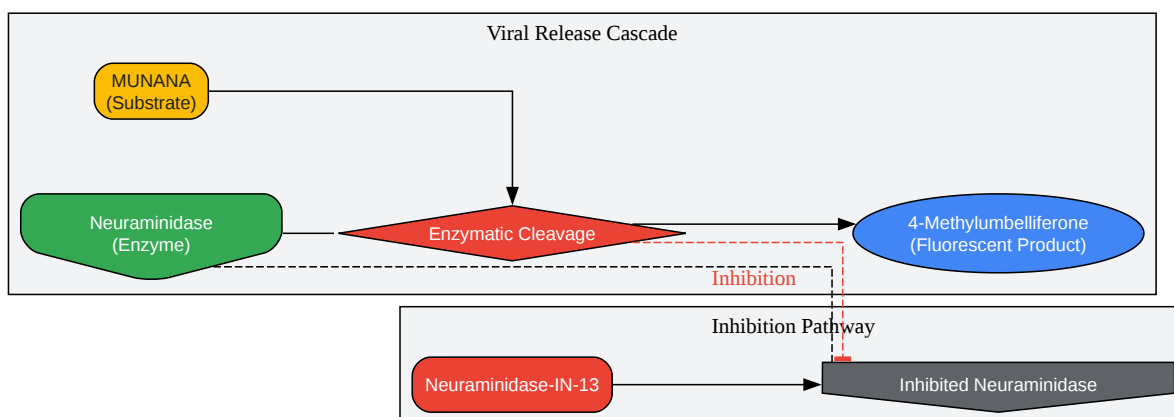 Viral Release Cascade
MUNANA
(Substrate)
Neuraminidase
(Enzyme)
Enzymatic Cleavage
4-Methylumbelliferone
(Fluorescent Product)
Inhibition
Inhibition Pathway
Neuraminidase-IN-13
Inhibited Neuraminidase